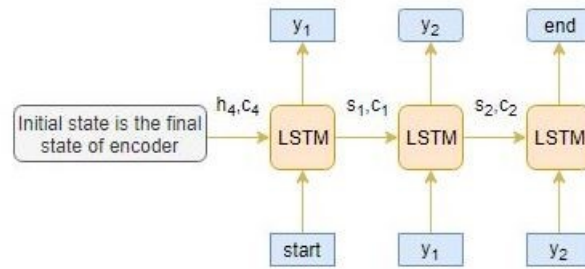 y₁ y₂ end
h₄,c₄ s₁,c₁ s₂,c₂
Initial state is the final
state of encoder
LSTM LSTM LSTM
start y₁ y₂